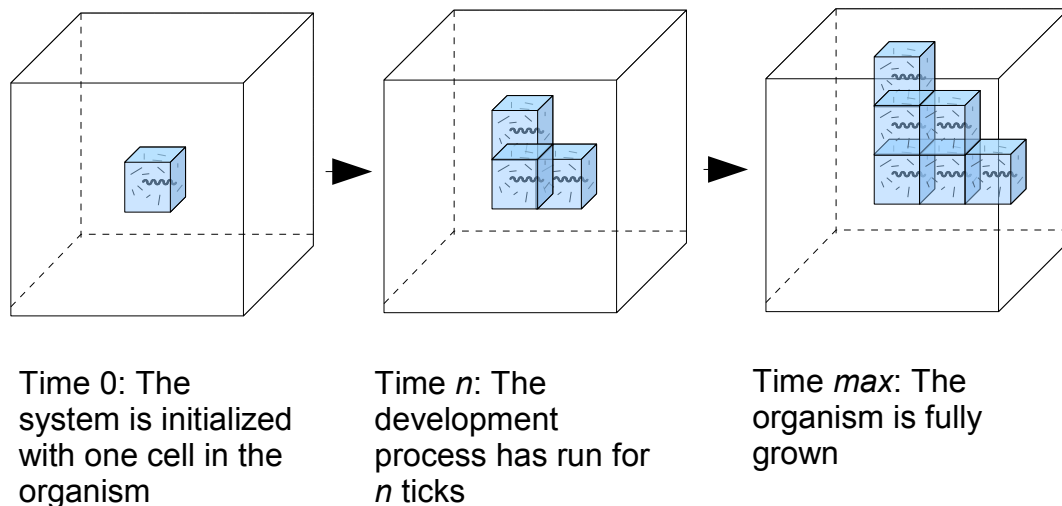 Time 0: The
system is initialized
with one cell in the
organism
Time n: The
development
process has run for
n ticks
Time max: The
organism is fully
grown